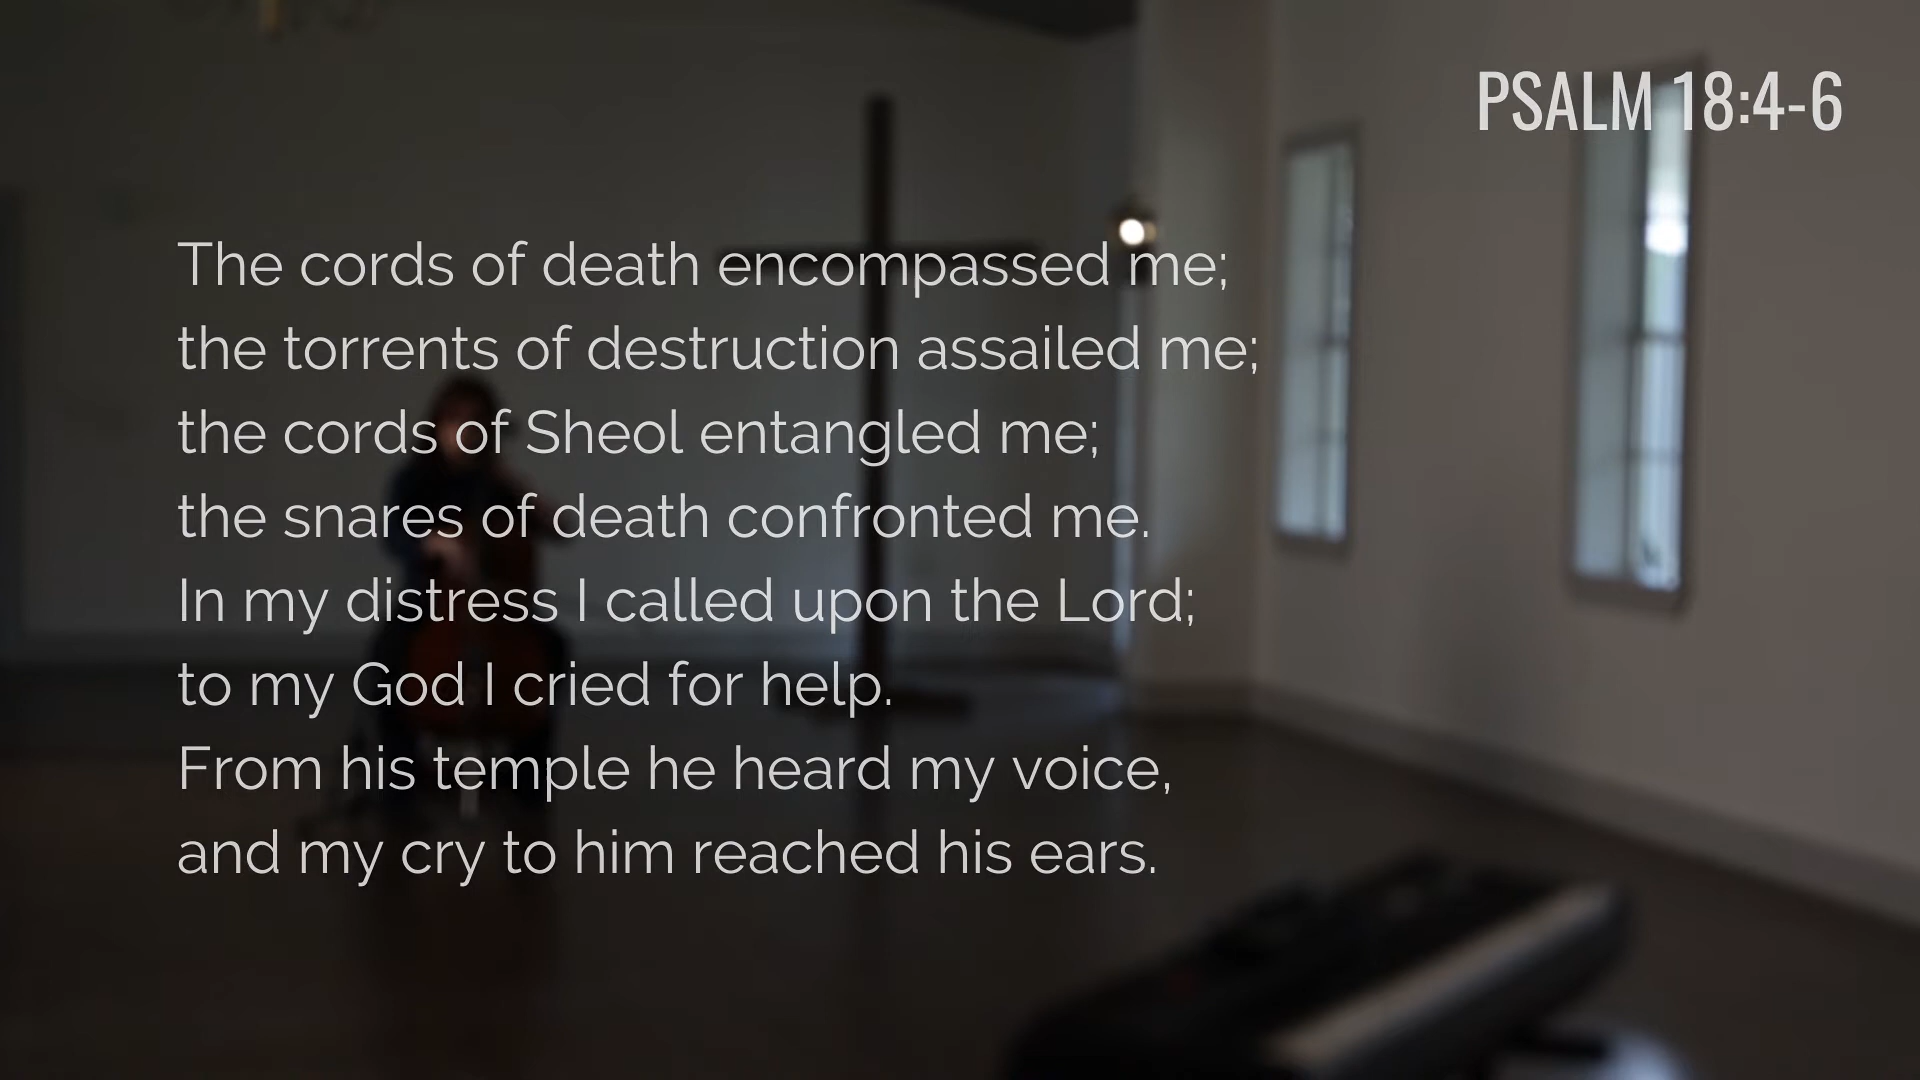 PSALM 18:4-6
The cords of death encompassed me;
the torrents of destruction assailed me;
the cords of Sheol entangled me;
the snares of death confronted me.
In my distress I called upon the Lord;
to my God I cried for help.
From his temple he heard my voice,
and my cry to him reached his ears.